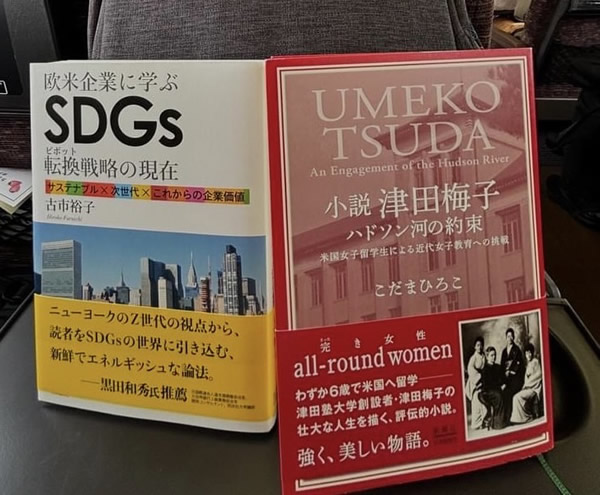 欧米企業に学ぶ
SDGs
ピボット
転換戦略の現在
サステナブル×次世代×これからの企業価値
古市裕子
Hiroko Furuichi
ニューヨークのZ世代の視点から、
読者をSDGsの世界に引き込む、
新鮮でエネルギッシュな論法。
——黒田和秀氏推薦
UMEKO
TSUDA
An Engagement of the Hudson River
小説 津田梅子
ハドソン河の約束
米国女子留学生による近代女子教育への挑戦
こだまひろこ
完き女性
all-round women
わずか6歳で米国へ留学——
津田塾大学創設者・津田梅子の
壮大な人生を描く、評伝的小説。
強く、美しい物語。